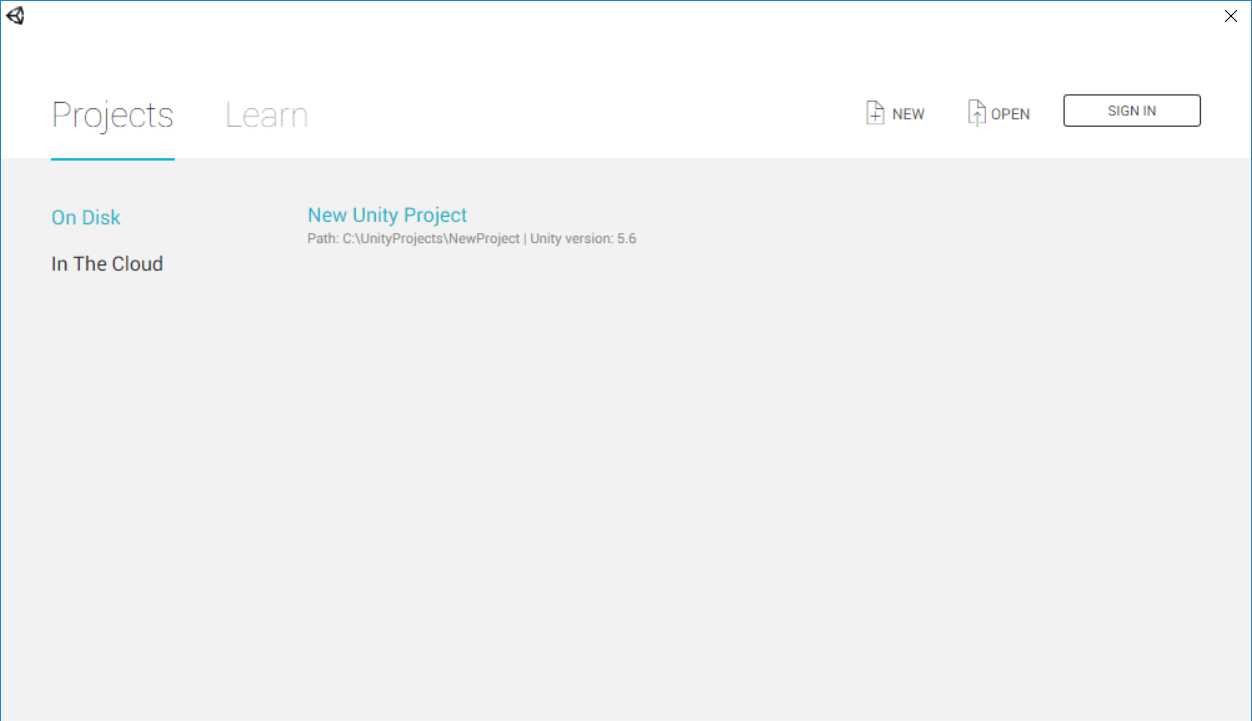 Projects Learn NEW OPEN SIGN IN
On Disk
In The Cloud
New Unity Project
Path: C:\UnityProjects\NewProject | Unity version: 5.6